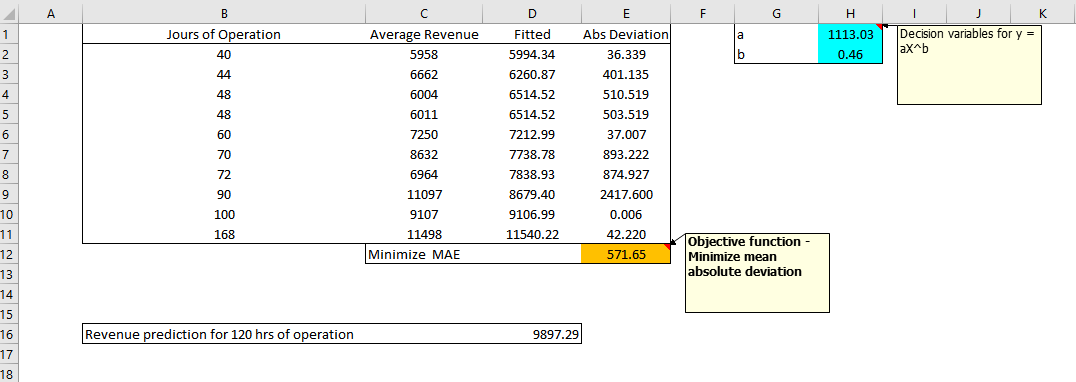 A B C D E F G H I J K
1 Jours of Operation Average Revenue Fitted Abs Deviation a 1113.03 Decision variables for y =
2 40 5958 5994.34 36.339 b 0.46 aX^b
3 44 6662 6260.87 401.135
4 48 6004 6514.52 510.519
5 48 6011 6514.52 503.519
6 60 7250 7212.99 37.007
7 70 8632 7738.78 893.222
8 72 6964 7838.93 874.927
9 90 11097 8679.40 2417.600
10 100 9107 9106.99 0.006
11 168 11498 11540.22 42.220 Objective function -
12 Minimize MAE 571.65 Minimize mean
13 absolute deviation
14
15
16 Revenue prediction for 120 hrs of operation 9897.29
17
18